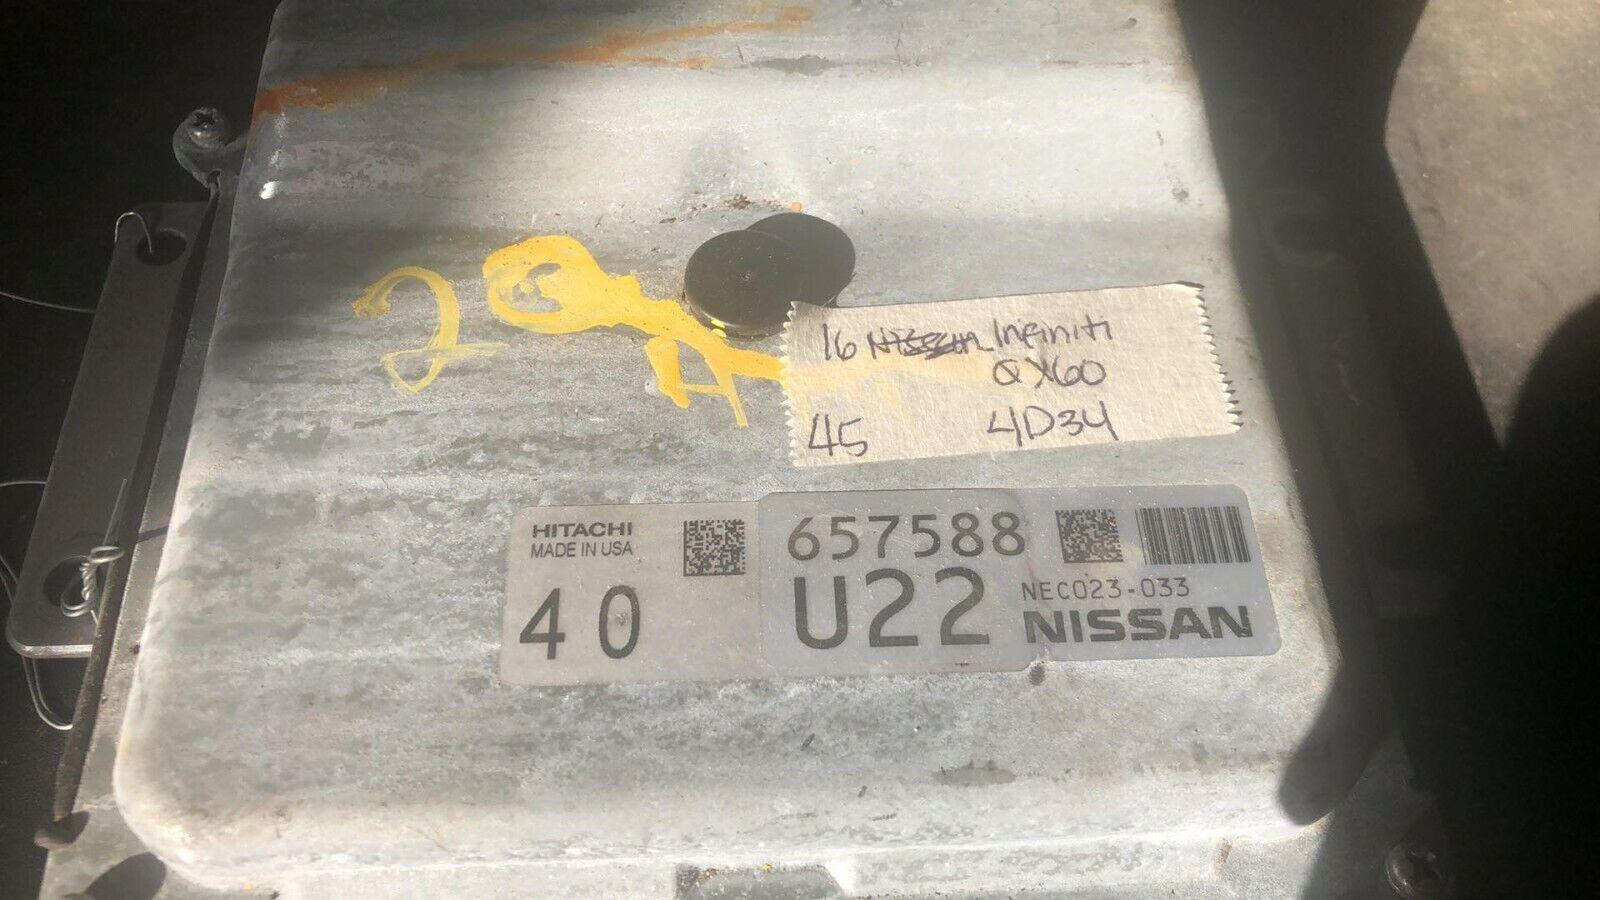 16 Infiniti
QX60
45 4D34
HITACHI
MADE IN USA
40
657588
U22
NEC023-033
NISSAN